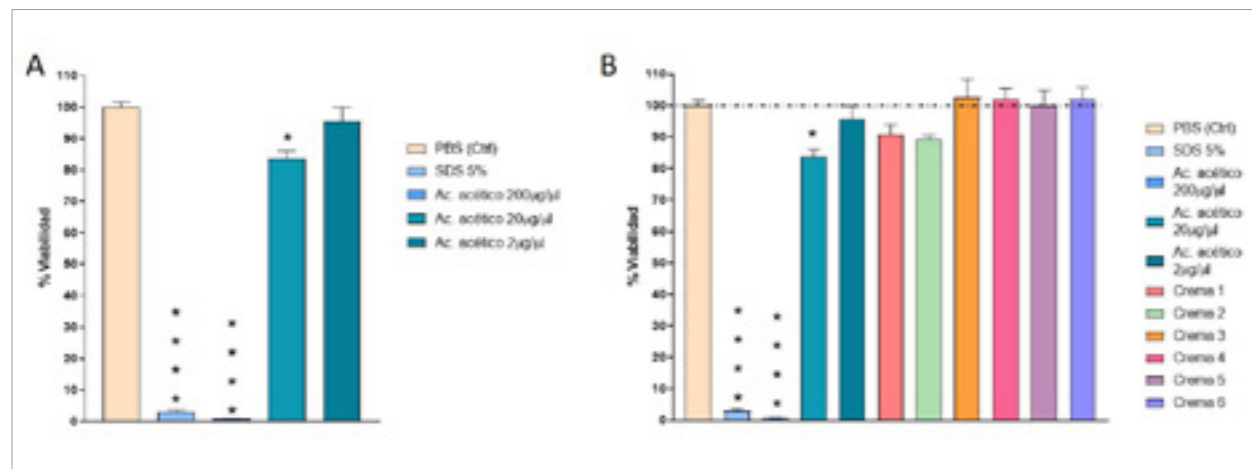 A
% Viabilidad
110
100
90
80
70
60
50
40
30
20
10
0
* * * *
* * * *
*
PBS (Ctrl)
SDS 5%
Ac. acético 200µg/µl
Ac. acético 20µg/µl
Ac. acético 2µg/µl
B
% Viabilidad
110
100
90
80
70
60
50
40
30
20
10
0
* * * *
* * * *
*
PBS (Ctrl)
SDS 5%
Ac. acético
200µg/µl
Ac. acético
20µg/µl
Ac. acético
2µg/µl
Crema 1
Crema 2
Crema 3
Crema 4
Crema 5
Crema 6